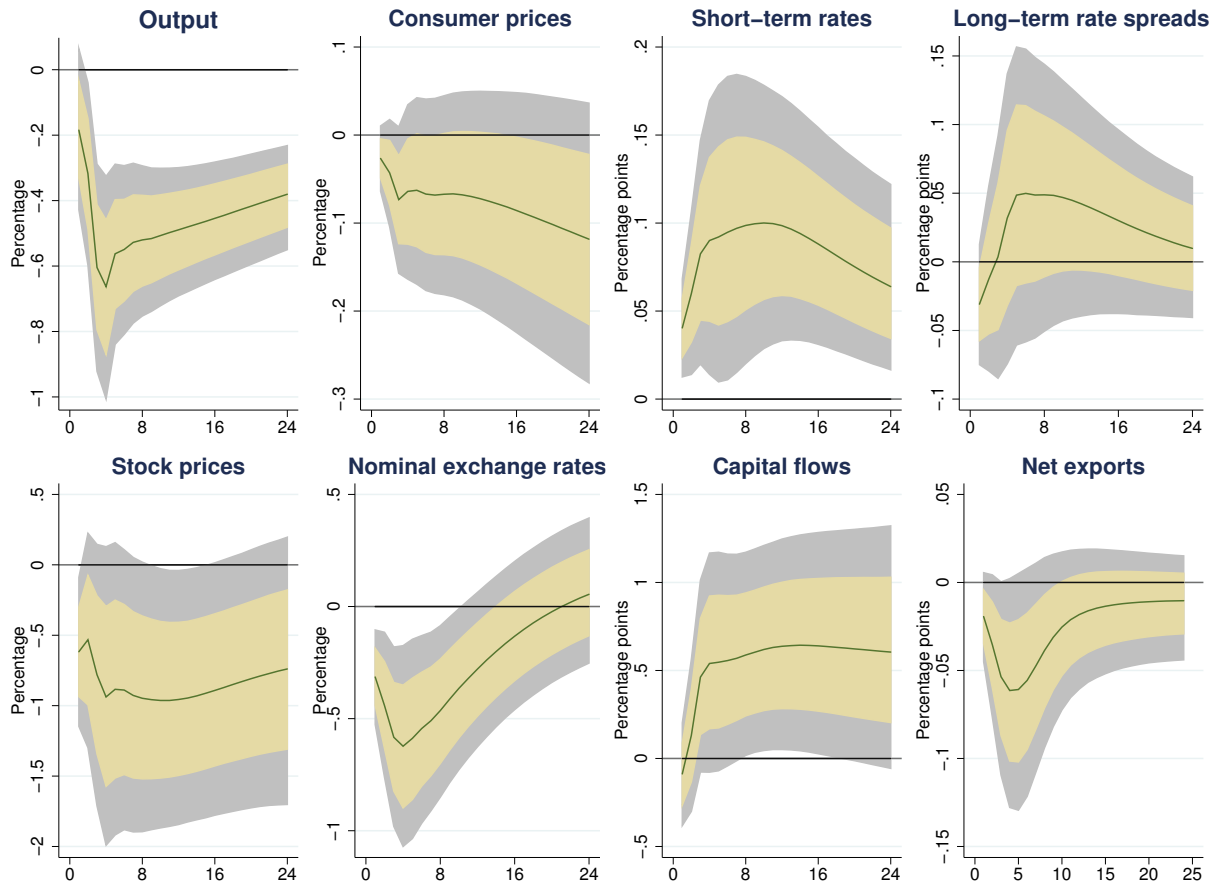 Output
Percentage
0
−.2
−.4
−.6
−.8
−1
0 8 16 24
Consumer prices
Percentage
.1
0
−.1
−.2
−.3
0 8 16 24
Short−term rates
Percentage points
.2
.15
.1
.05
0
0 8 16 24
Long−term rate spreads
Percentage points
.15
.1
.05
0
−.05
−.1
0 8 16 24
Stock prices
Percentage
.5
0
−.5
−1
−1.5
−2
0 8 16 24
Nominal exchange rates
Percentage
.5
0
−.5
−1
0 8 16 24
Capital flows
Percentage points
1.5
1
.5
0
−.5
0 8 16 24
Net exports
Percentage points
.05
0
−.05
−.1
−.15
0 5 10 15 20 25